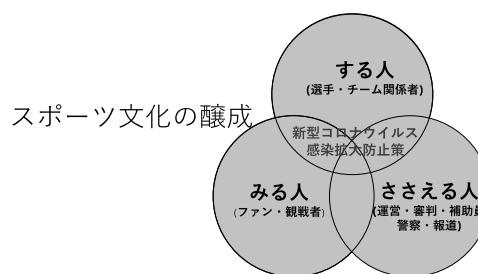 する人
(選手・チーム関係者)
スポーツ文化の醸成
新型コロナウイルス
感染拡大防止策
みる人
(ファン・観戦者)
ささえる人
(運営・審判・補助員
警察・報道)